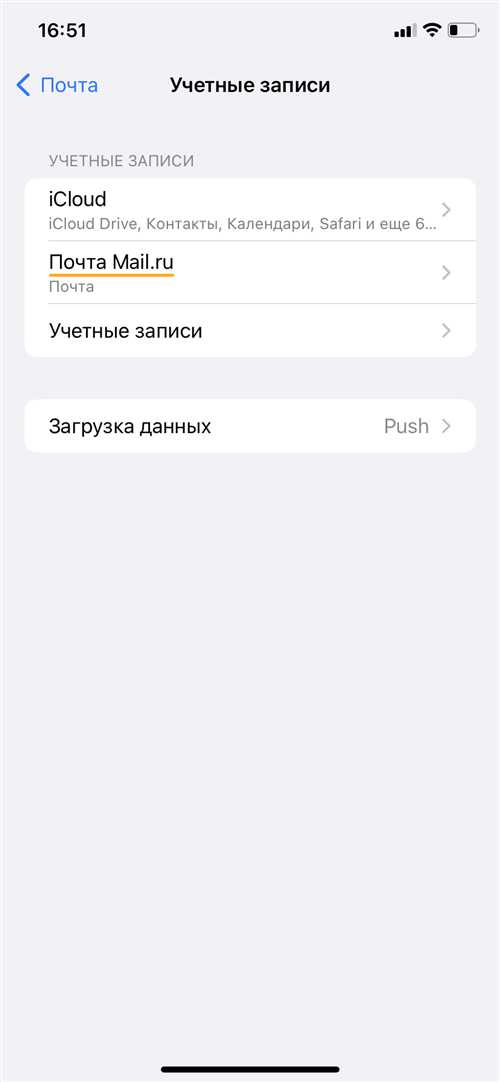 16:51
Почта
Учетные записи
УЧЕТНЫЕ ЗАПИСИ
iCloud
iCloud Drive, Контакты, Календари, Safari и еще 6...
Почта Mail.ru
Почта
Учетные записи
Загрузка данных Push